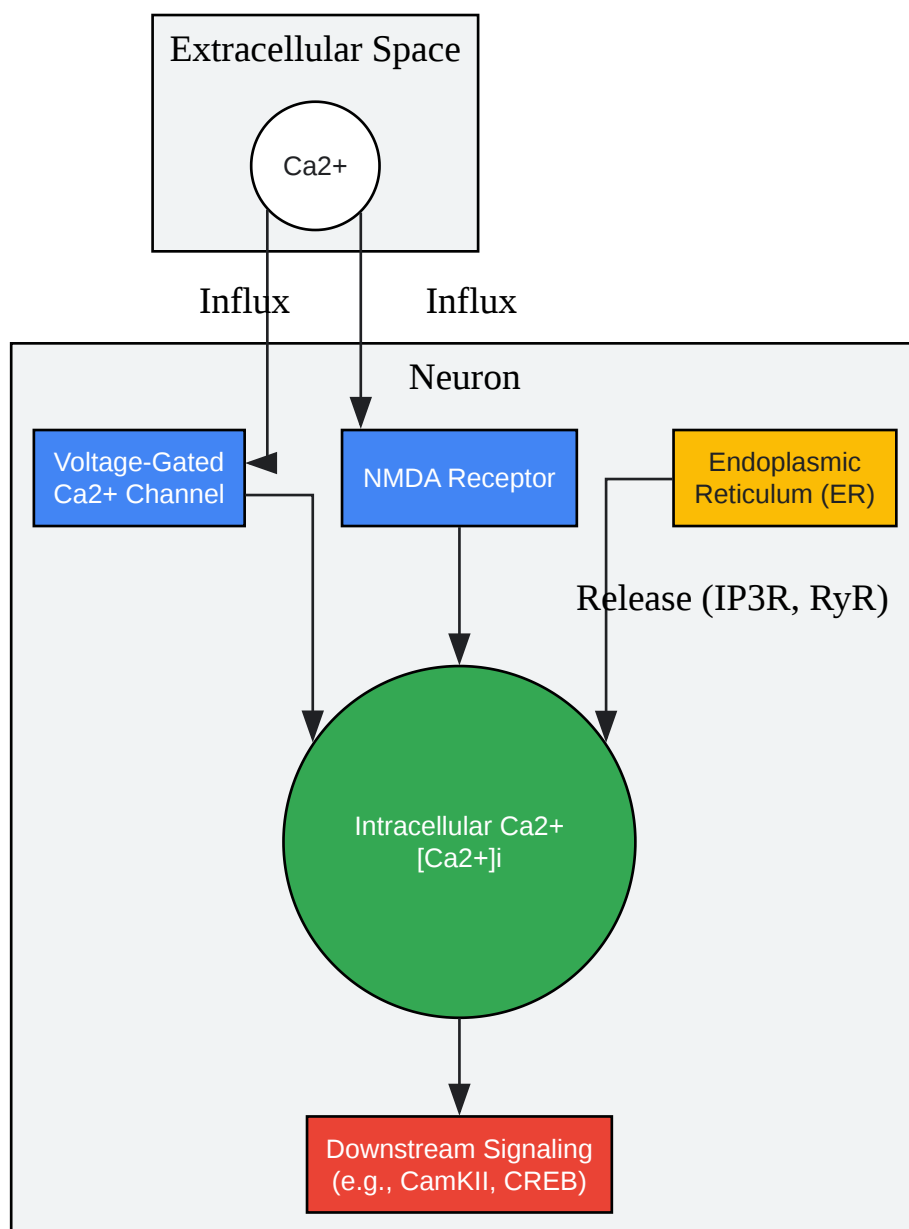 Extracellular Space
Ca2+
Influx
Influx
Neuron
Voltage-Gated
Ca2+ Channel
NMDA Receptor
Endoplasmic
Reticulum (ER)
Release (IP3R, RyR)
Intracellular Ca2+
[Ca2+]i
Downstream Signaling
(e.g., CamKII, CREB)